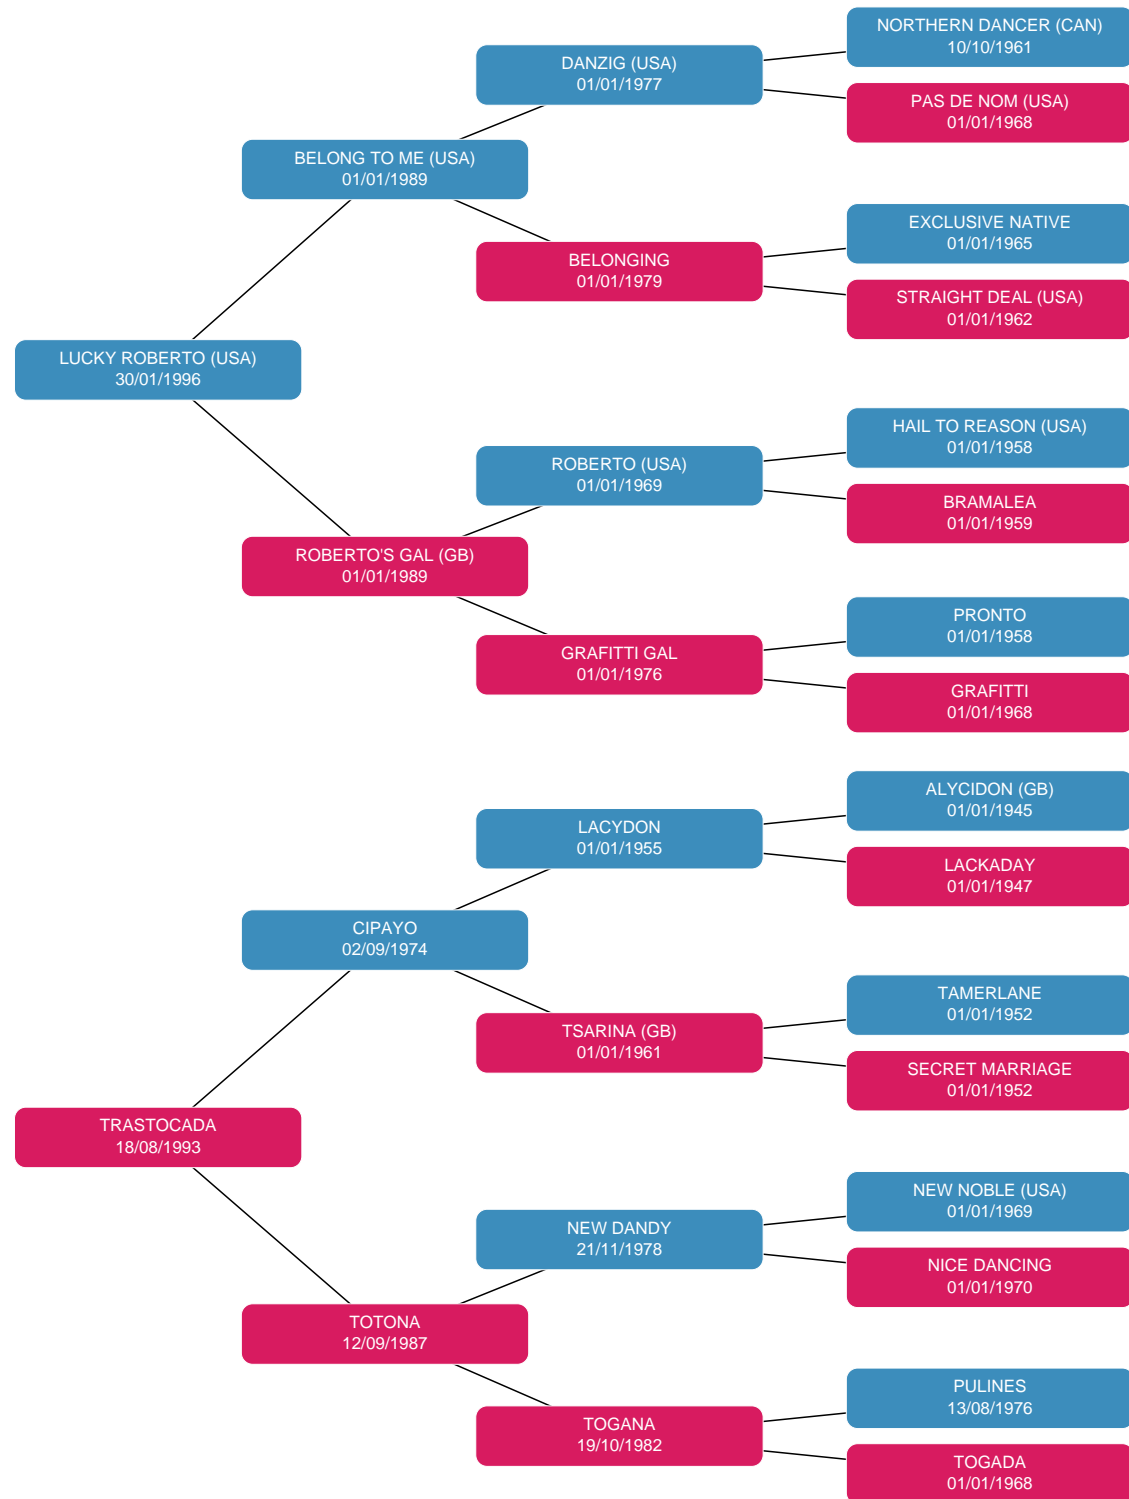 NORTHERN DANCER (CAN)
10/10/1961
DANZIG (USA)
01/01/1977
PAS DE NOM (USA)
01/01/1968
BELONG TO ME (USA)
01/01/1989
EXCLUSIVE NATIVE
01/01/1965
BELONGING
01/01/1979
STRAIGHT DEAL (USA)
01/01/1962
LUCKY ROBERTO (USA)
30/01/1996
HAIL TO REASON (USA)
01/01/1958
ROBERTO (USA)
01/01/1969
BRAMALEA
01/01/1959
ROBERTO'S GAL (GB)
01/01/1989
PRONTO
01/01/1958
GRAFITTI GAL
01/01/1976
GRAFITTI
01/01/1968
ALYCIDON (GB)
01/01/1945
LACYDON
01/01/1955
LACKADAY
01/01/1947
CIPAYO
02/09/1974
TAMERLANE
01/01/1952
TSARINA (GB)
01/01/1961
SECRET MARRIAGE
01/01/1952
TRASTOCADA
18/08/1993
NEW NOBLE (USA)
01/01/1969
NEW DANDY
21/11/1978
NICE DANCING
01/01/1970
TOTONA
12/09/1987
PULINES
13/08/1976
TOGANA
19/10/1982
TOGADA
01/01/1968